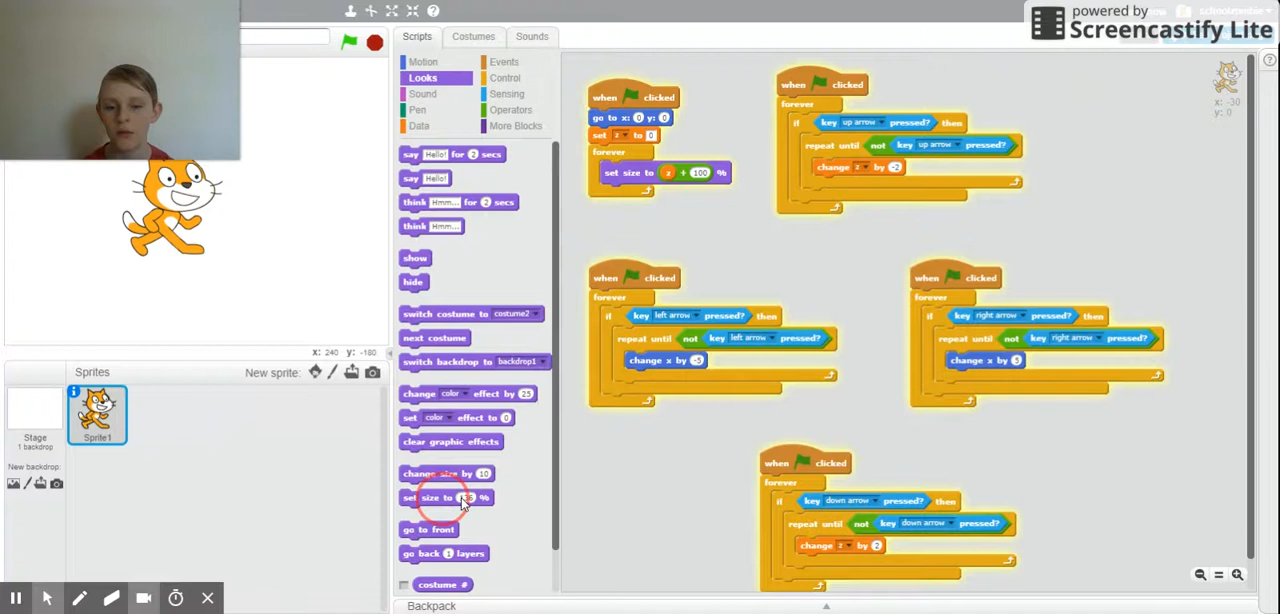 powered by
Screencastify Lite
Scripts Costumes Sounds
Motion Events
Looks Control
Sound Sensing
Pen Operators
Data More Blocks
say Hello! for 2 secs
say Hello!
think Hmm... for 2 secs
think Hmm...
show
hide
switch costume to costume2
next costume
switch backdrop to backdrop1
change color effect by 25
set color effect to 0
clear graphic effects
change size by 10
set size to %
go to front
go back 1 layers
costume #
when clicked
go to x: 0 y: 0
set z to 0
forever
set size to z + 100 %
when clicked
forever
if key up arrow pressed? then
repeat until not key up arrow pressed?
change z by -2
when clicked
forever
if key left arrow pressed? then
repeat until not key left arrow pressed?
change x by -5
when clicked
forever
if key right arrow pressed? then
repeat until not key right arrow pressed?
change x by 5
when clicked
forever
if key down arrow pressed? then
repeat until not key down arrow pressed?
change z by 2
x: -30
y: 0
x: 240 y: -180
Sprites New sprite:
Sprite1
Stage
1 backdrop
New backdrop:
Backpack